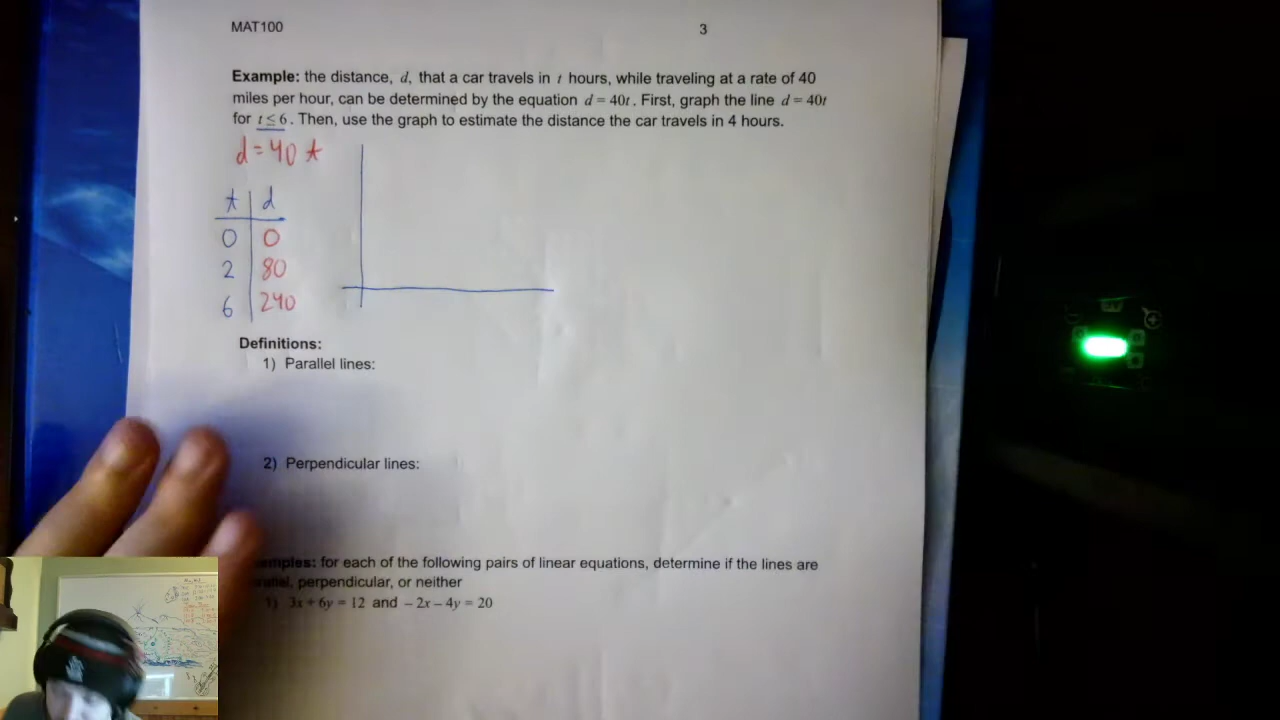 MAT100 3
Example: the distance, d, that a car travels in t hours, while traveling at a rate of 40
miles per hour, can be determined by the equation d = 40t. First, graph the line d = 40t
for t ≤ 6. Then, use the graph to estimate the distance the car travels in 4 hours.
d = 40 t
t d
0 0
2 80
6 240
Definitions:
1) Parallel lines:
2) Perpendicular lines:
for each of the following pairs of linear equations, determine if the lines are
perpendicular, or neither
1) 3x + 6y = 12 and − 2x − 4y = 20